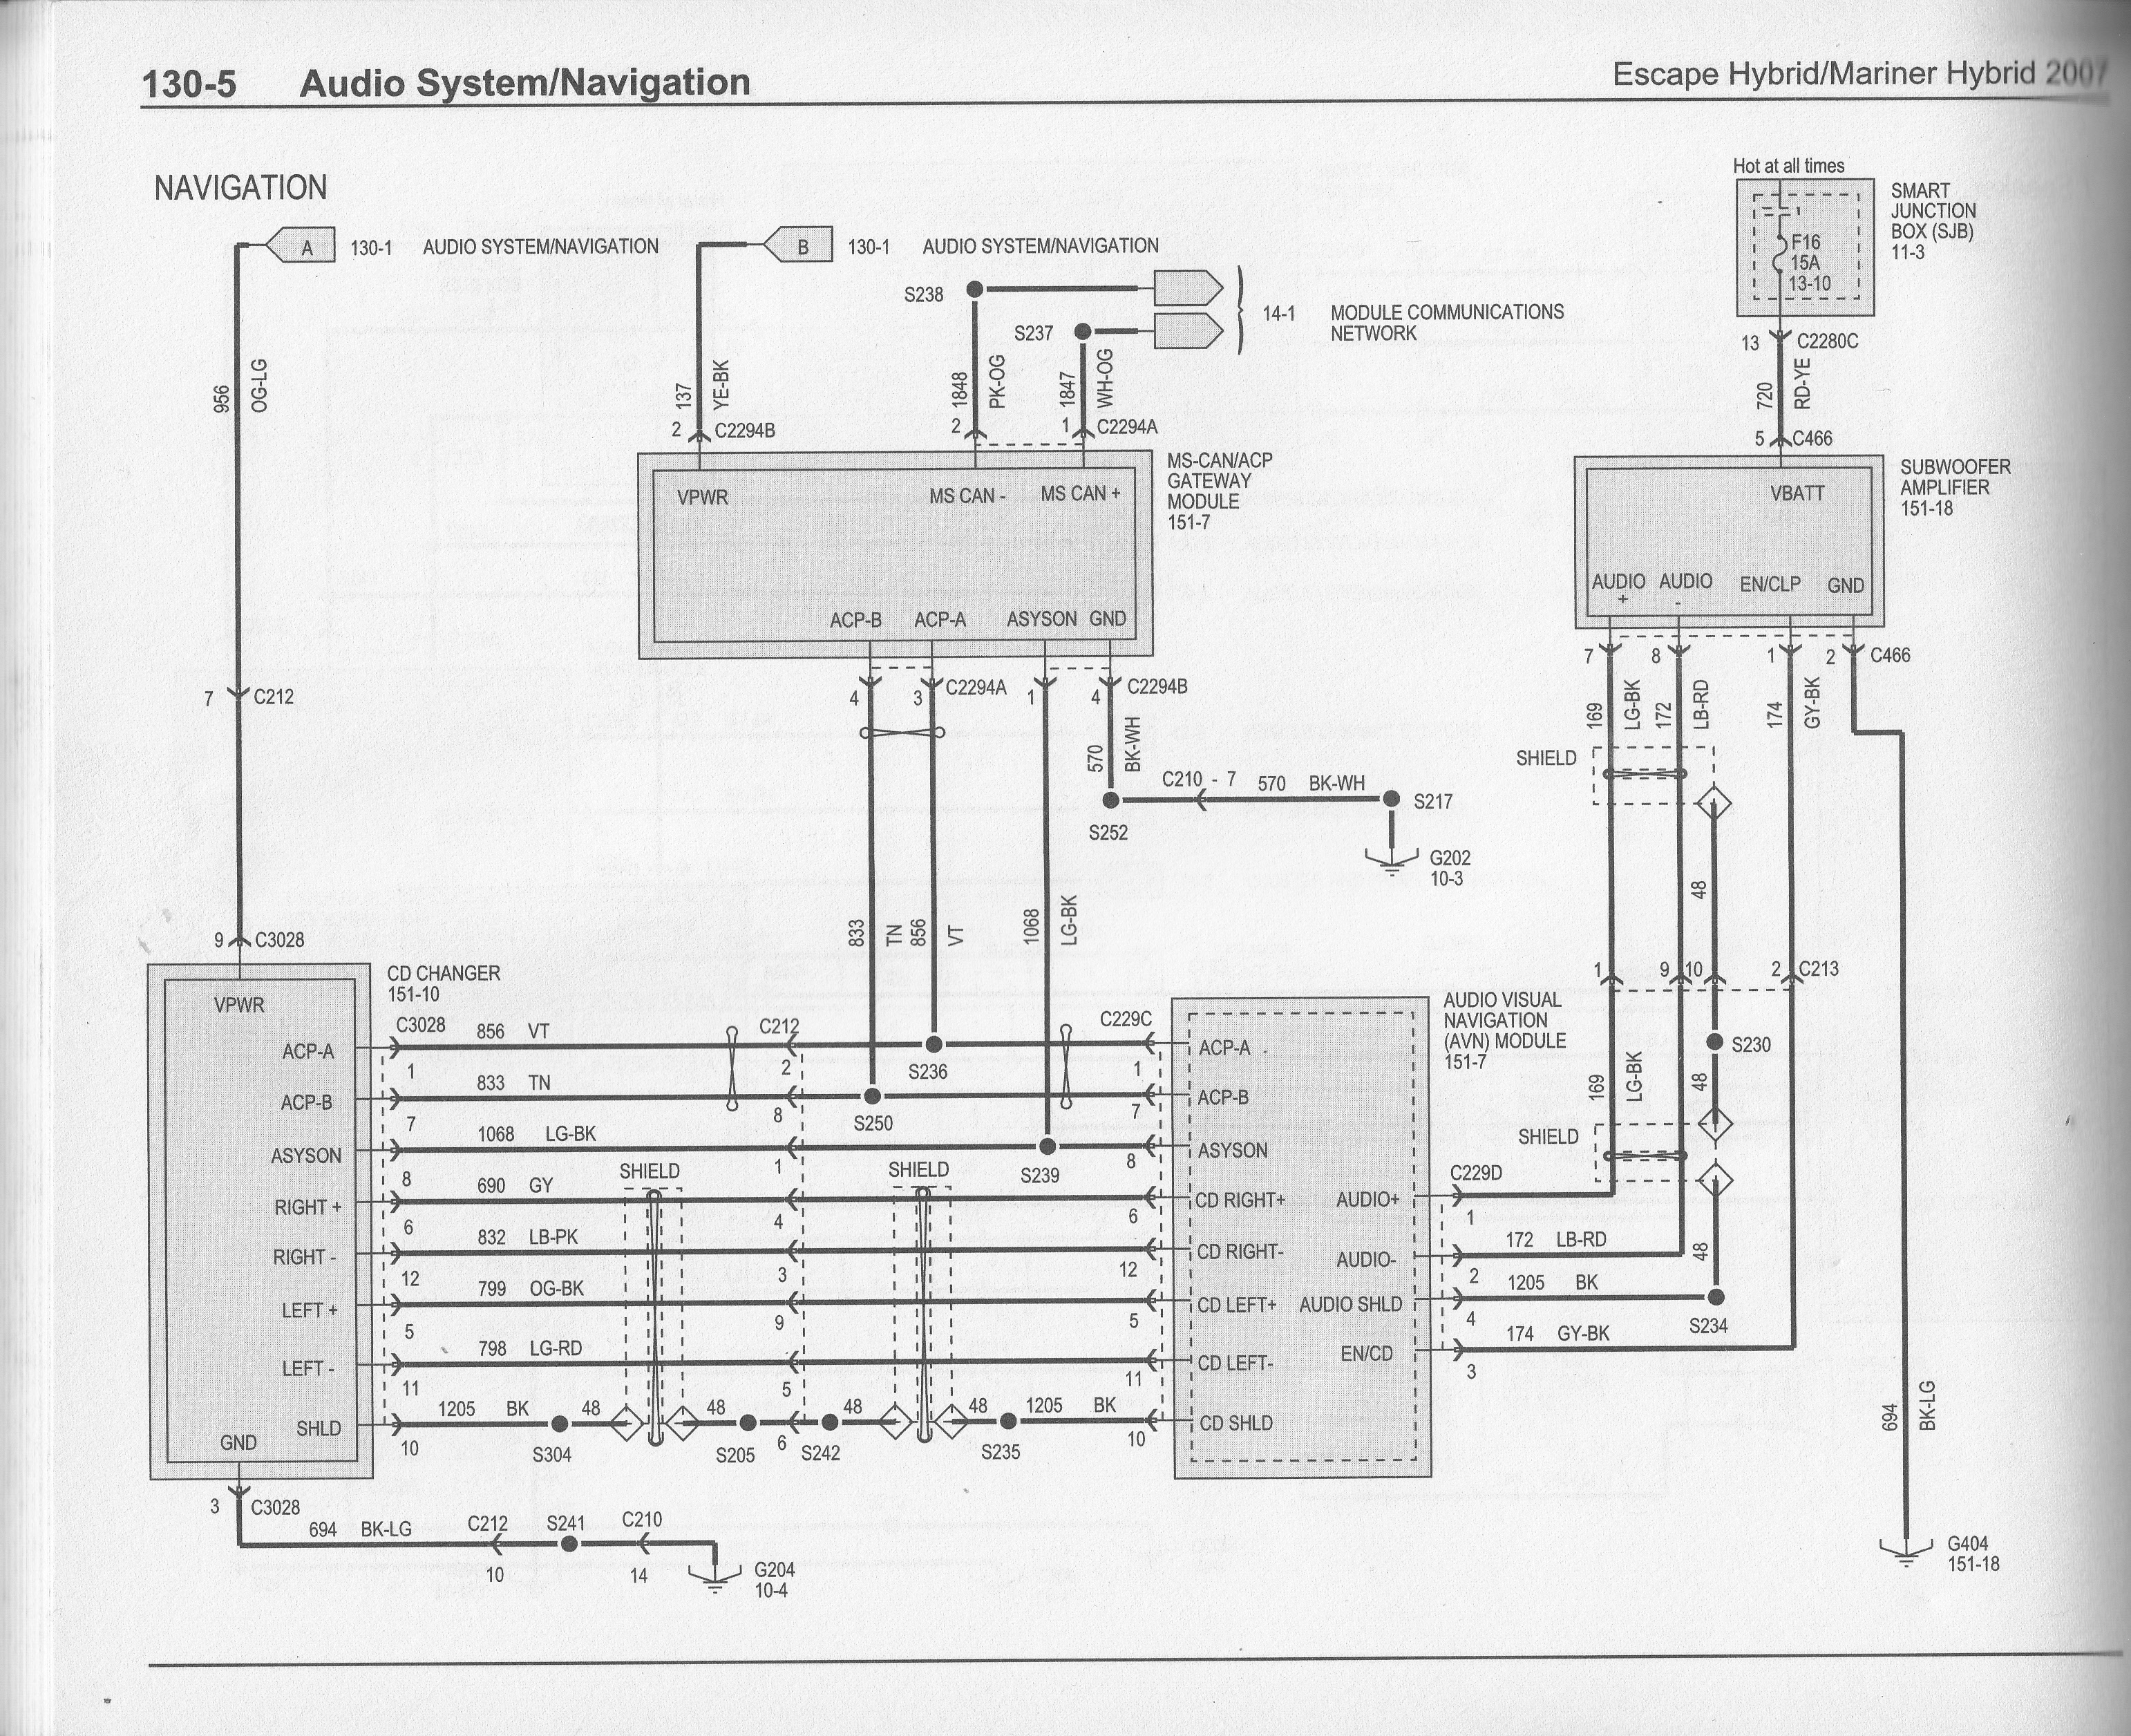 130-5 Audio System/Navigation
Escape Hybrid/Mariner Hybrid 2007
NAVIGATION
A 130-1 AUDIO SYSTEM/NAVIGATION
B 130-1 AUDIO SYSTEM/NAVIGATION
S238
S237
14-1 MODULE COMMUNICATIONS
NETWORK
Hot at all times
F16
15A
13-10
SMART
JUNCTION
BOX (SJB)
11-3
13 C2280C
720 RD-YE
5 C466
956 OG-LG
137 YE-BK
1848 PK-OG
1847 WH-OG
2 C2294B
2
1 C2294A
VPWR
MS CAN -
MS CAN +
MS-CAN/ACP
GATEWAY
MODULE
151-7
ACP-B
ACP-A
ASYSON
GND
VBATT
SUBWOOFER
AMPLIFIER
151-18
AUDIO
+
AUDIO
-
EN/CLP
GND
4
3 C2294A
1
4 C2294B
7
8
1
2 C466
7 C212
570 BK-WH
C210 - 7 570 BK-WH
S252
S217
G202
10-3
169 LG-BK
172 LB-RD
174 GY-BK
SHIELD
48
833 TN
856 VT
1068 LG-BK
9 C3028
1
9
10
2 C213
CD CHANGER
151-10
VPWR
C3028 856 VT C212
ACP-A
1
2
S236
C229C
1
ACP-A
833 TN
ACP-B
7
8
S250
7
ACP-B
1068 LG-BK
ASYSON
8
1
S239
8
ASYSON
690 GY
SHIELD
SHIELD
RIGHT +
6
4
6
CD RIGHT+
832 LB-PK
RIGHT -
12
3
12
CD RIGHT-
799 OG-BK
LEFT +
5
9
5
CD LEFT+
798 LG-RD
LEFT -
11
5
11
CD LEFT-
1205 BK 48 48 48 48 1205 BK
SHLD
10
S304
S205
6
S242
S235
10
CD SHLD
GND
AUDIO VISUAL
NAVIGATION
(AVN) MODULE
151-7
S230
169 LG-BK
48
SHIELD
C229D
AUDIO+
1
172 LB-RD
AUDIO-
2
48
1205 BK
AUDIO SHLD
4
S234
174 GY-BK
EN/CD
3
694 BK-LG
3 C3028
694 BK-LG C212 S241 C210
10
14
G204
10-4
G404
151-18